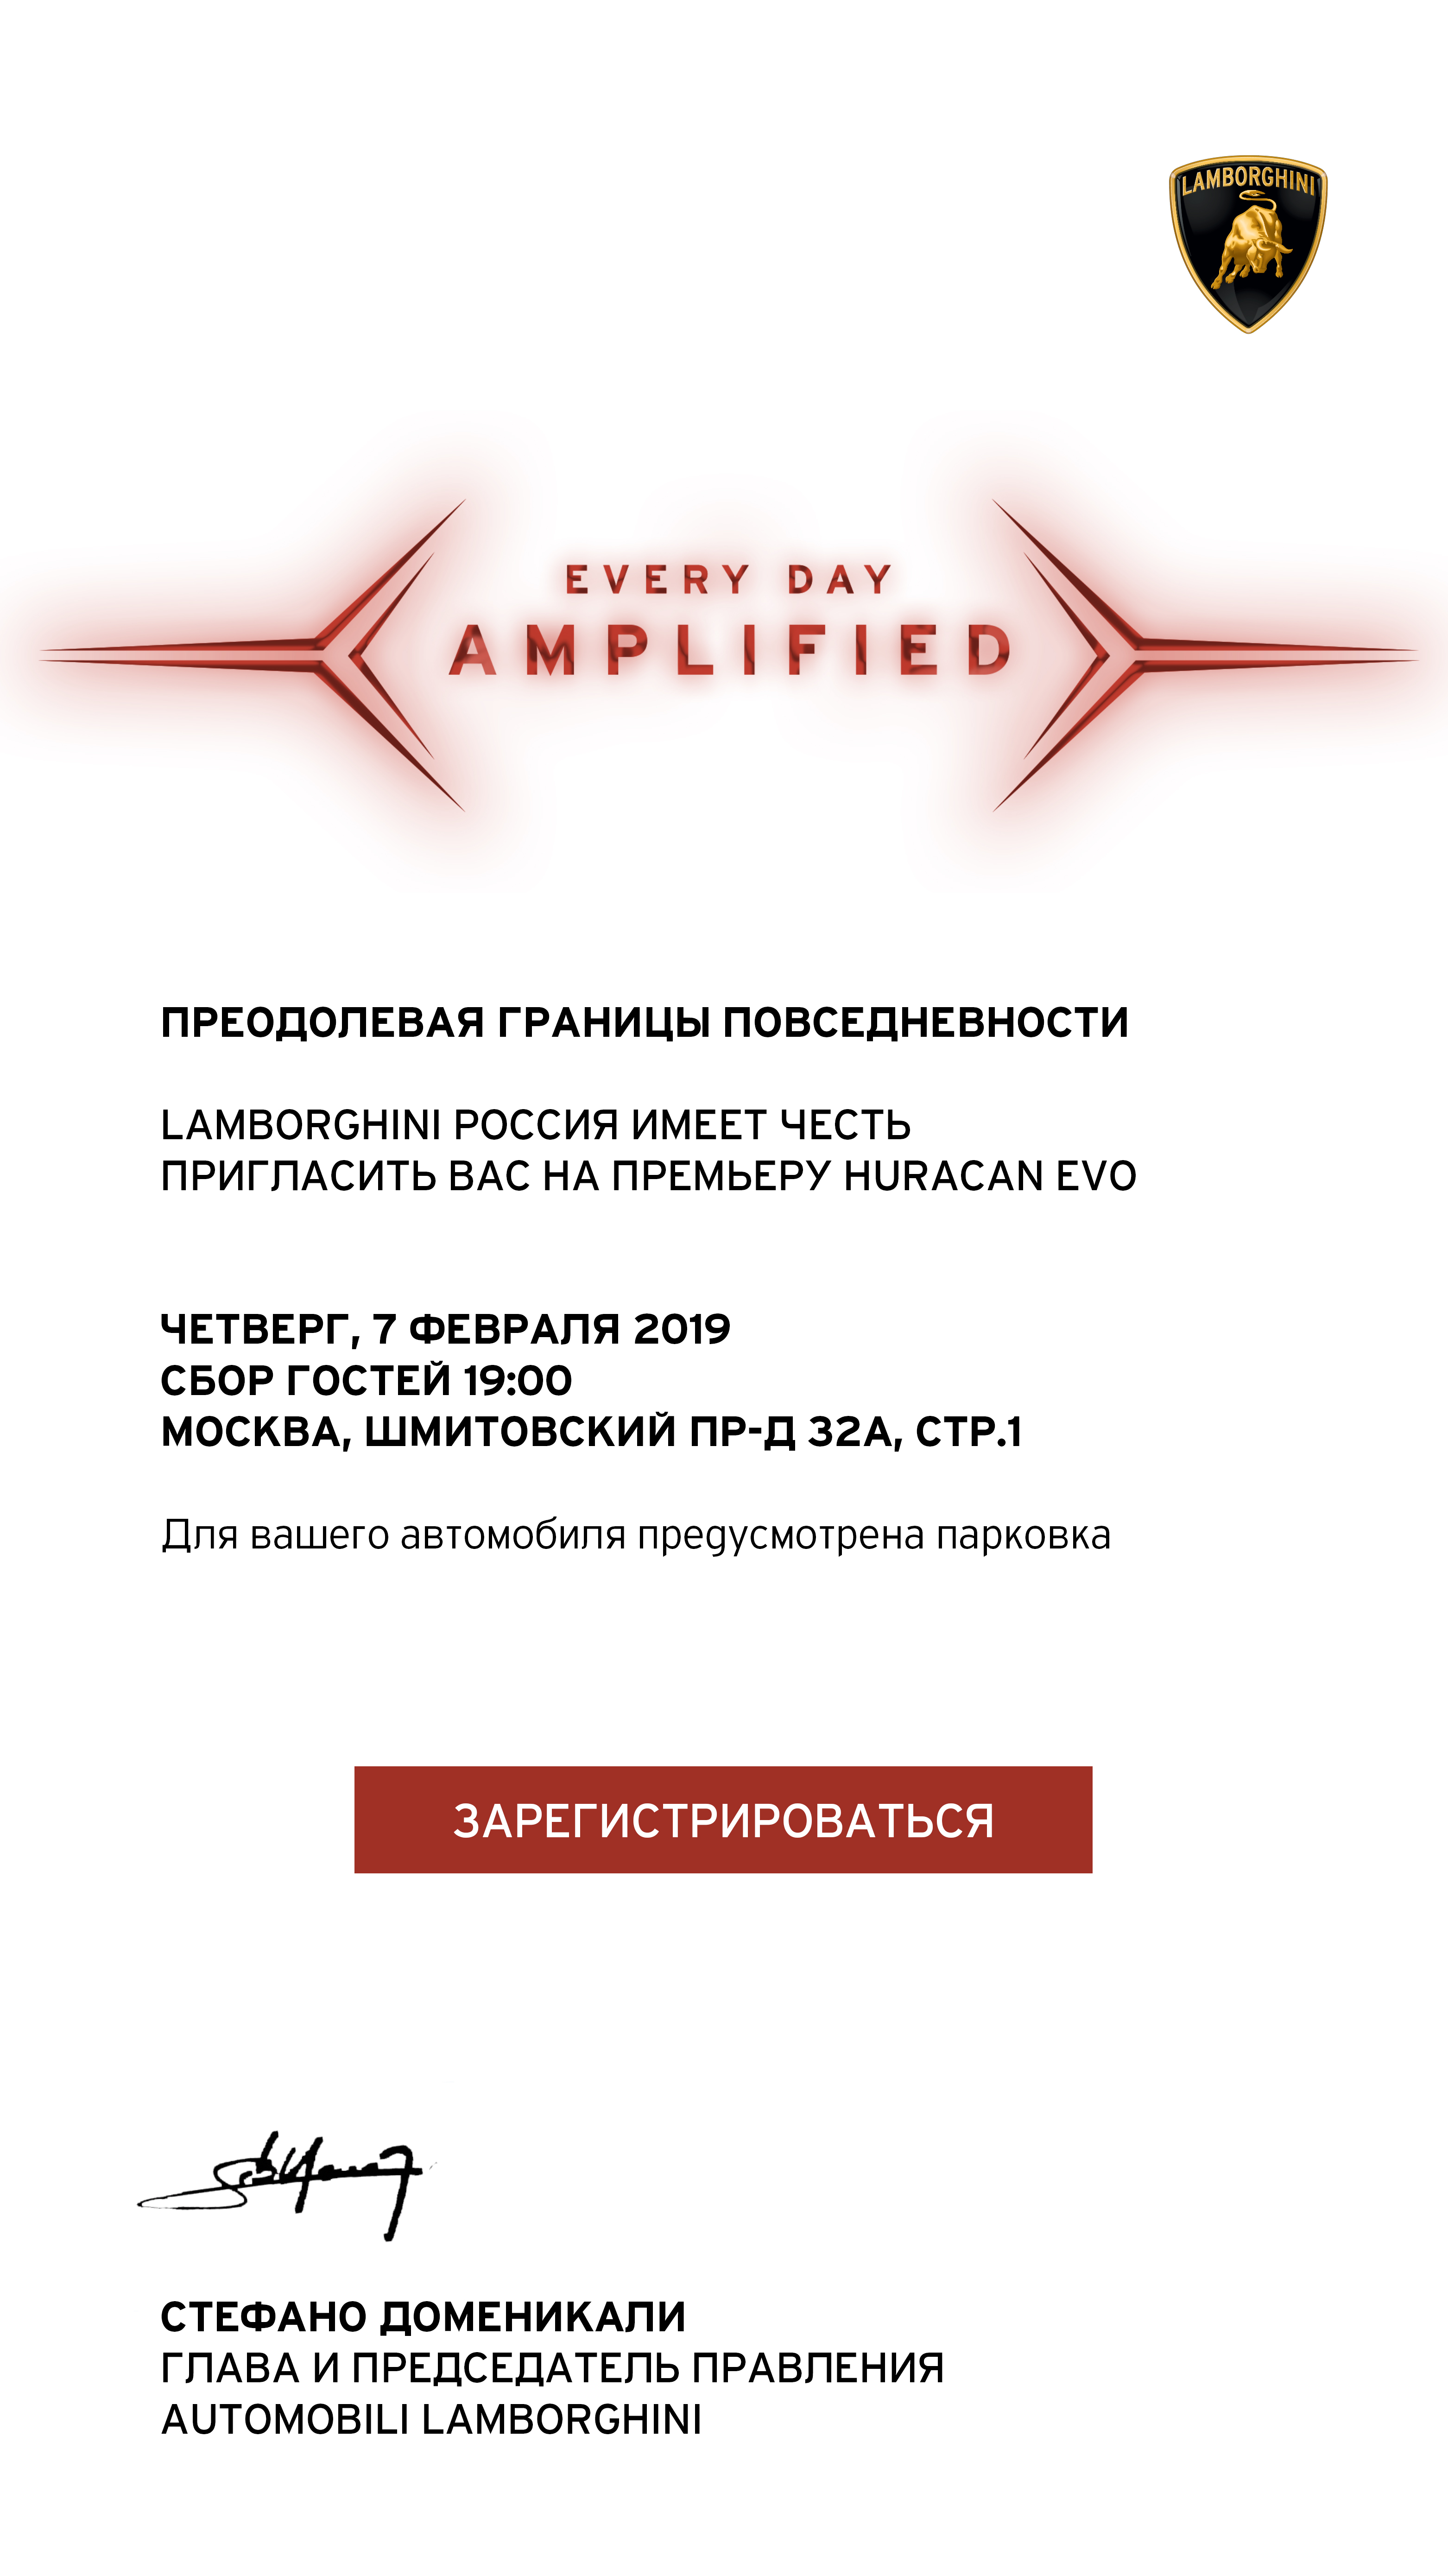 LAMBORGHINI
EVERY DAY
AMPLIFIED
ПРЕОДОЛЕВАЯ ГРАНИЦЫ ПОВСЕДНЕВНОСТИ
LAMBORGHINI РОССИЯ ИМЕЕТ ЧЕСТЬ
ПРИГЛАСИТЬ ВАС НА ПРЕМЬЕРУ HURACAN EVO
ЧЕТВЕРГ, 7 ФЕВРАЛЯ 2019
СБОР ГОСТЕЙ 19:00
МОСКВА, ШМИТОВСКИЙ ПР-Д 32А, СТР.1
Для вашего автомобиля предусмотрена парковка
ЗАРЕГИСТРИРОВАТЬСЯ
СТЕФАНО ДОМЕНИКАЛИ
ГЛАВА И ПРЕДСЕДАТЕЛЬ ПРАВЛЕНИЯ
AUTOMOBILI LAMBORGHINI